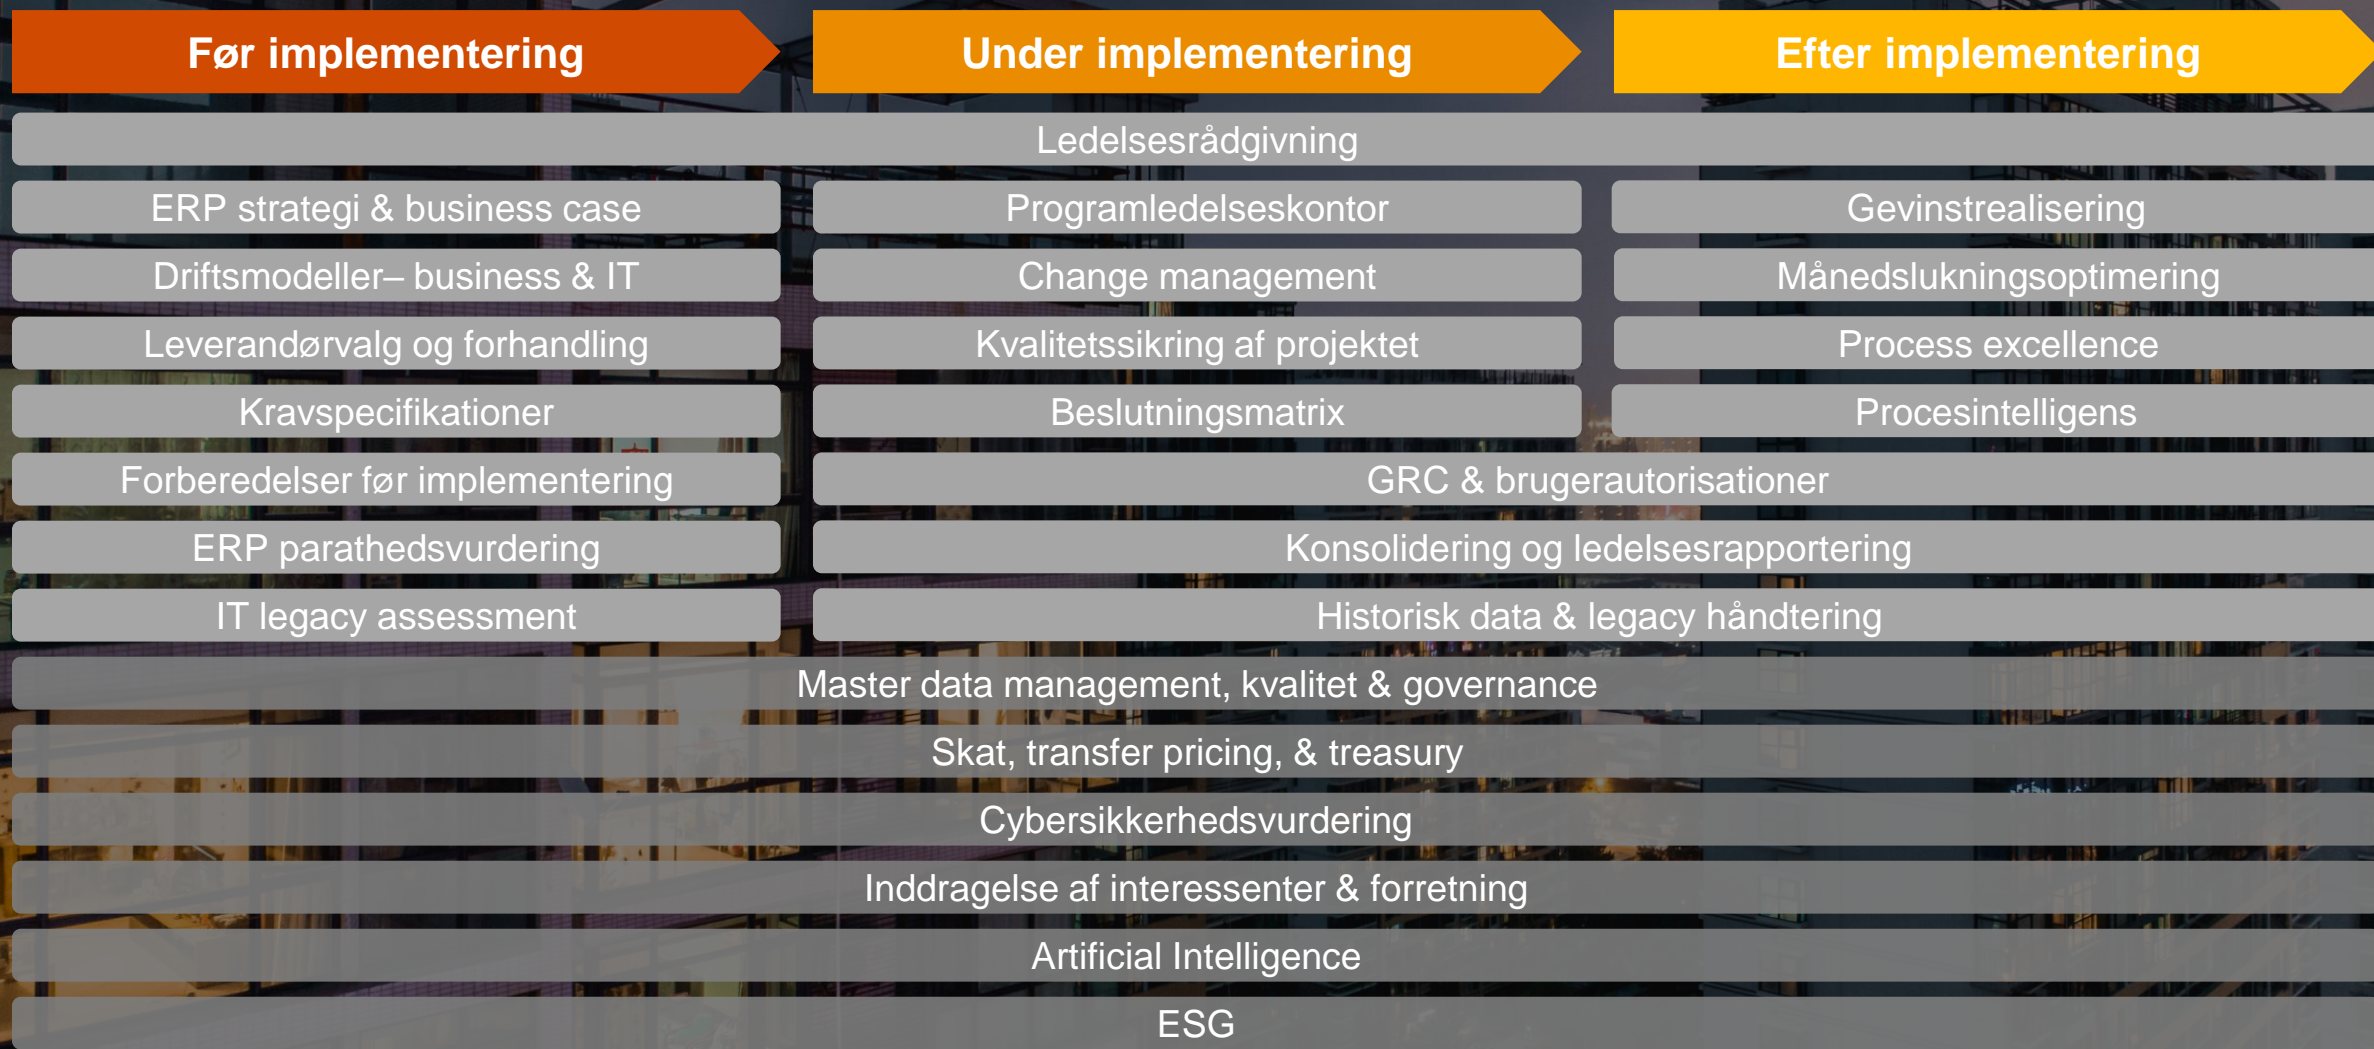 Før implementering
Under implementering
Efter implementering
Ledelsesrådgivning
ERP strategi & business case
Programledelseskontor
Gevinstrealisering
Driftsmodeller– business & IT
Change management
Månedslukningsoptimering
Leverandørvalg og forhandling
Kvalitetssikring af projektet
Process excellence
Kravspecifikationer
Beslutningsmatrix
Procesintelligens
Forberedelser før implementering
GRC & brugerautorisationer
ERP parathedsvurdering
Konsolidering og ledelsesrapportering
IT legacy assessment
Historisk data & legacy håndtering
Master data management, kvalitet & governance
Skat, transfer pricing, & treasury
Cybersikkerhedsvurdering
Inddragelse af interessenter & forretning
Artificial Intelligence
ESG